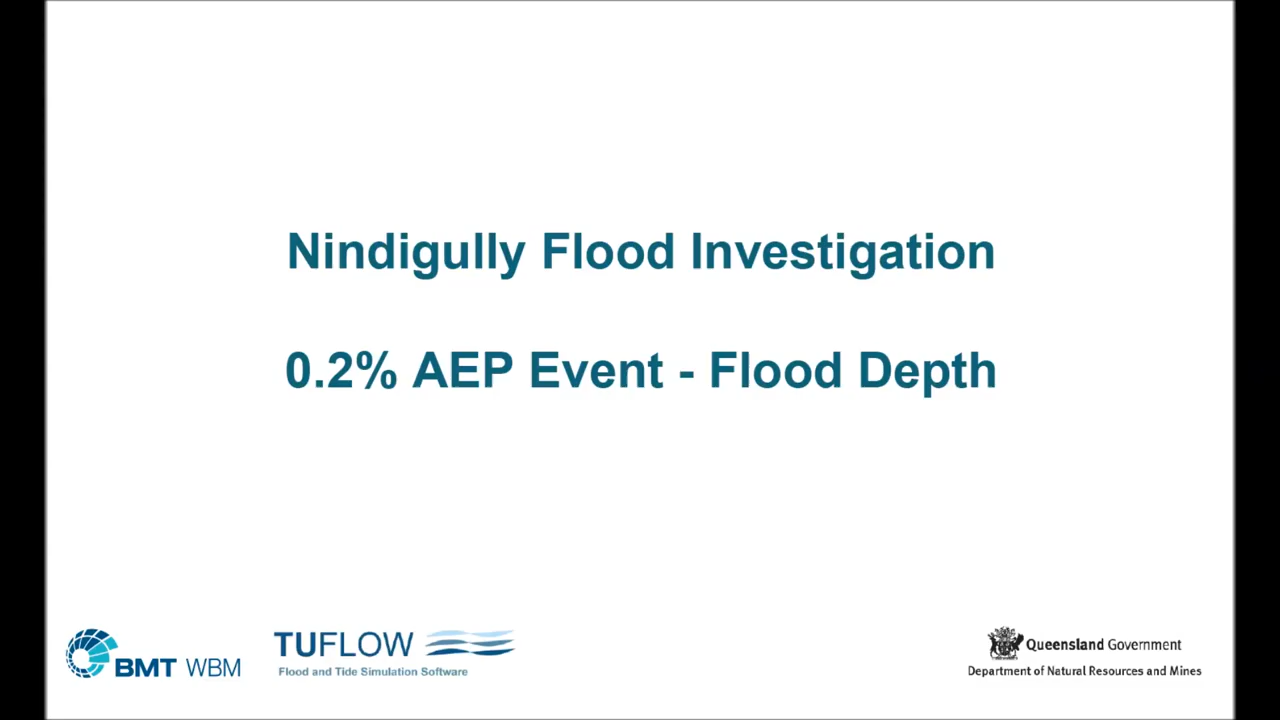 Nindigully Flood Investigation
0.2% AEP Event - Flood Depth
BMT WBM
TUFLOW
Flood and Tide Simulation Software
Queensland Government
Department of Natural Resources and Mines